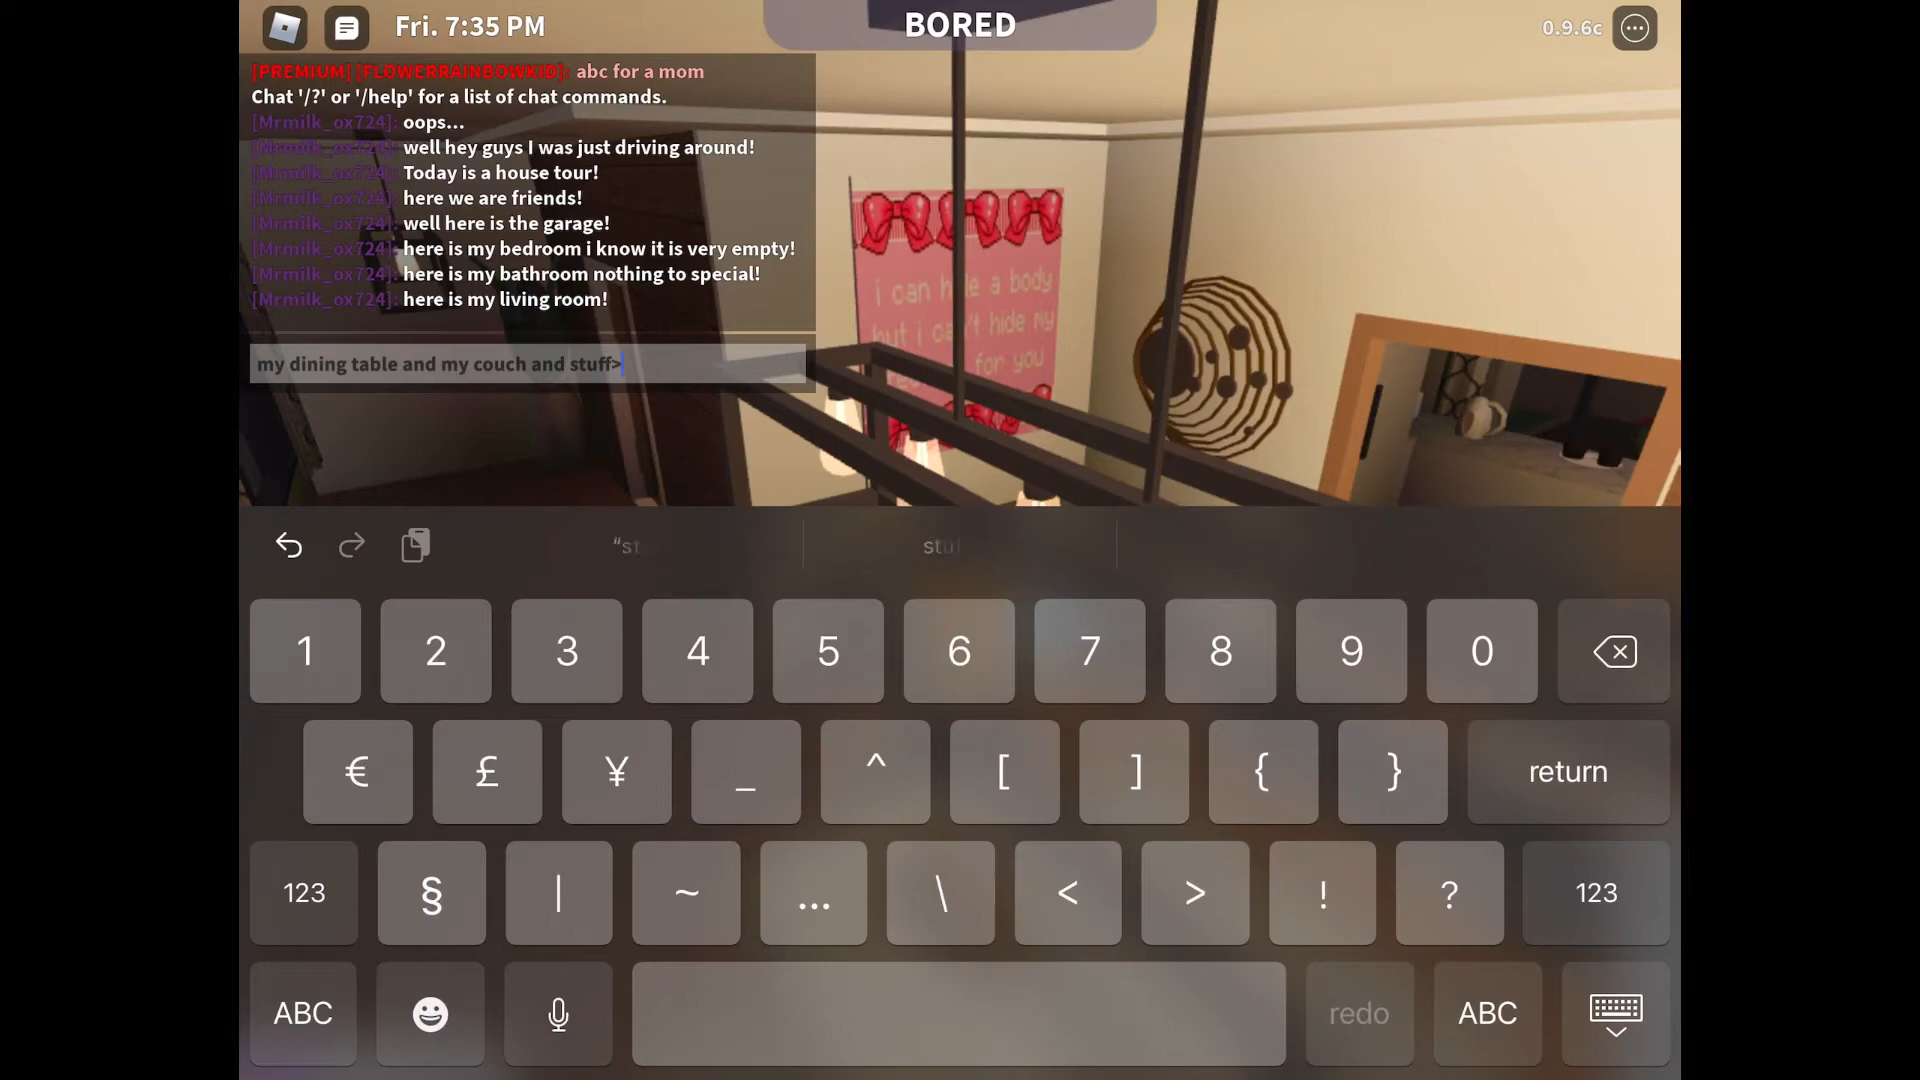 Fri. 7:35 PM
BORED
0.9.6c
[PREMIUM] [FLOWERRAINBOWKID]: abc for a mom
Chat '/?' or '/help' for a list of chat commands.
[Mrmilk_ox724]: oops...
[Mrmilk_ox724]: well hey guys I was just driving around!
[Mrmilk_ox724]: Today is a house tour!
[Mrmilk_ox724]: here we are friends!
[Mrmilk_ox724]: well here is the garage!
[Mrmilk_ox724]: here is my bedroom i know it is very empty!
[Mrmilk_ox724]: here is my bathroom nothing to special!
[Mrmilk_ox724]: here is my living room!
my dining table and my couch and stuff>
i can a body
but i hide my
for you
1 2 3 4 5 6 7 8 9 0
€ £ ¥ _ ^ [ ] { } return
123 § | ~ ... \ < > ! ? 123
ABC redo ABC